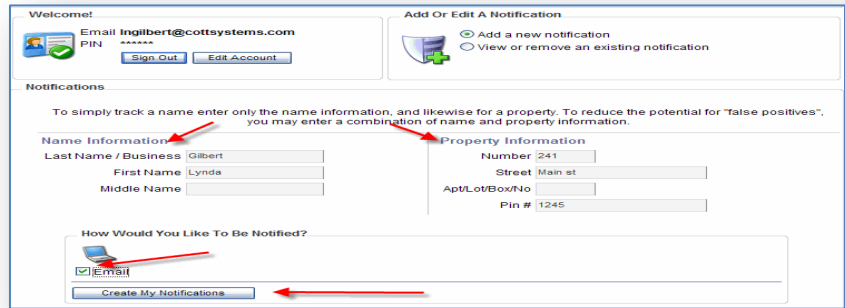 Welcome!
Email lngilbert@cottsystems.com
PIN ******
Sign Out Edit Account
Add Or Edit A Notification
Add a new notification
View or remove an existing notification
Notifications
To simply track a name enter only the name information, and likewise for a property. To reduce the potential for "false positives",
you may enter a combination of name and property information.
Name Information
Last Name / Business Gilbert
First Name Lynda
Middle Name
Property Information
Number 241
Street Main st
Apt/Lot/Box/No
Pin # 1245
How Would You Like To Be Notified?
Email
Create My Notifications